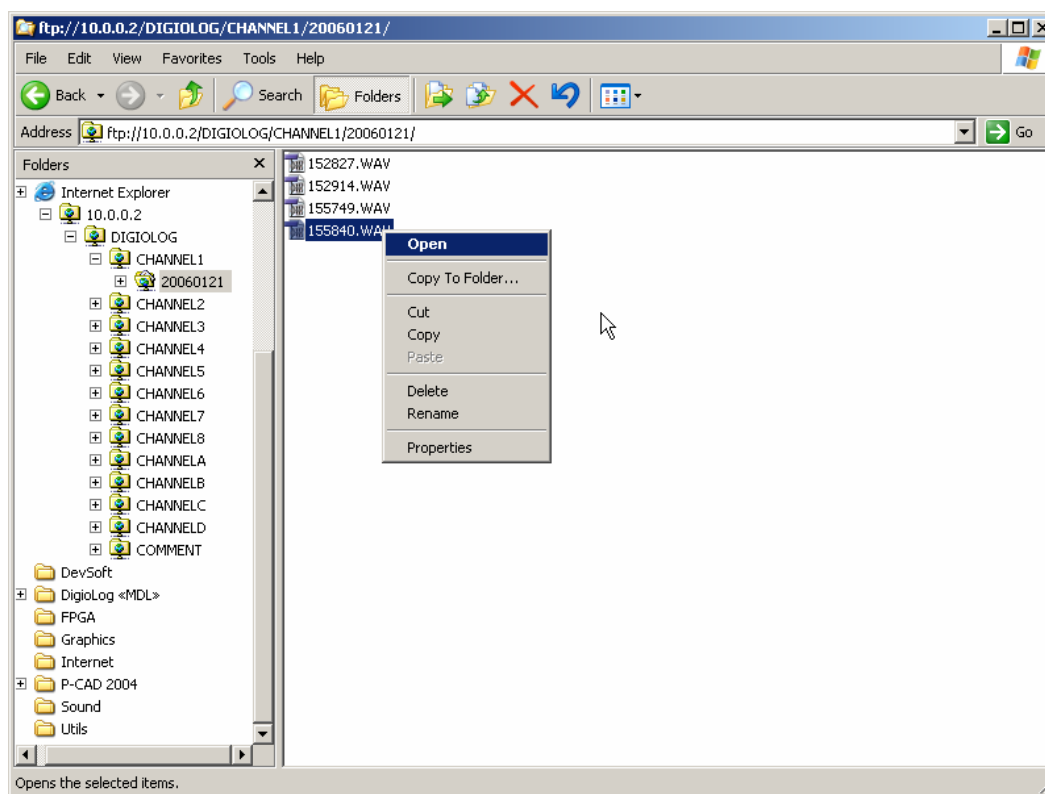 ftp://10.0.0.2/DIGIOLOG/CHANNEL1/20060121/
File Edit View Favorites Tools Help
Back Search Folders
Address ftp://10.0.0.2/DIGIOLOG/CHANNEL1/20060121/ Go
Folders
Internet Explorer
10.0.0.2
DIGIOLOG
CHANNEL1
20060121
CHANNEL2
CHANNEL3
CHANNEL4
CHANNEL5
CHANNEL6
CHANNEL7
CHANNEL8
CHANNELA
CHANNELB
CHANNELC
CHANNELD
COMMENT
DevSoft
DigioLog «MDL»
FPGA
Graphics
Internet
P-CAD 2004
Sound
Utils
152827.WAV
152914.WAV
155749.WAV
155840.WAV
Open
Copy To Folder...
Cut
Copy
Paste
Delete
Rename
Properties
Opens the selected items.